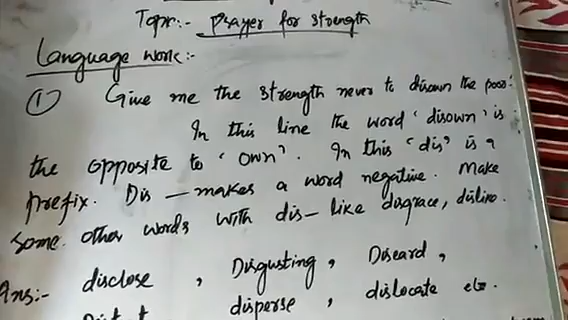 Topic:- Prayer for strength
Language work:-
① Give me the strength never to disown the poor.
In this line the word 'disown' is
the opposite to 'own'. In this 'dis' is a
prefix. Dis – makes a word negative. Make
some other words with dis– like disgrace, dislike.
Ans:- disclose , Disgusting , Discard ,
disperse , dislocate etc.